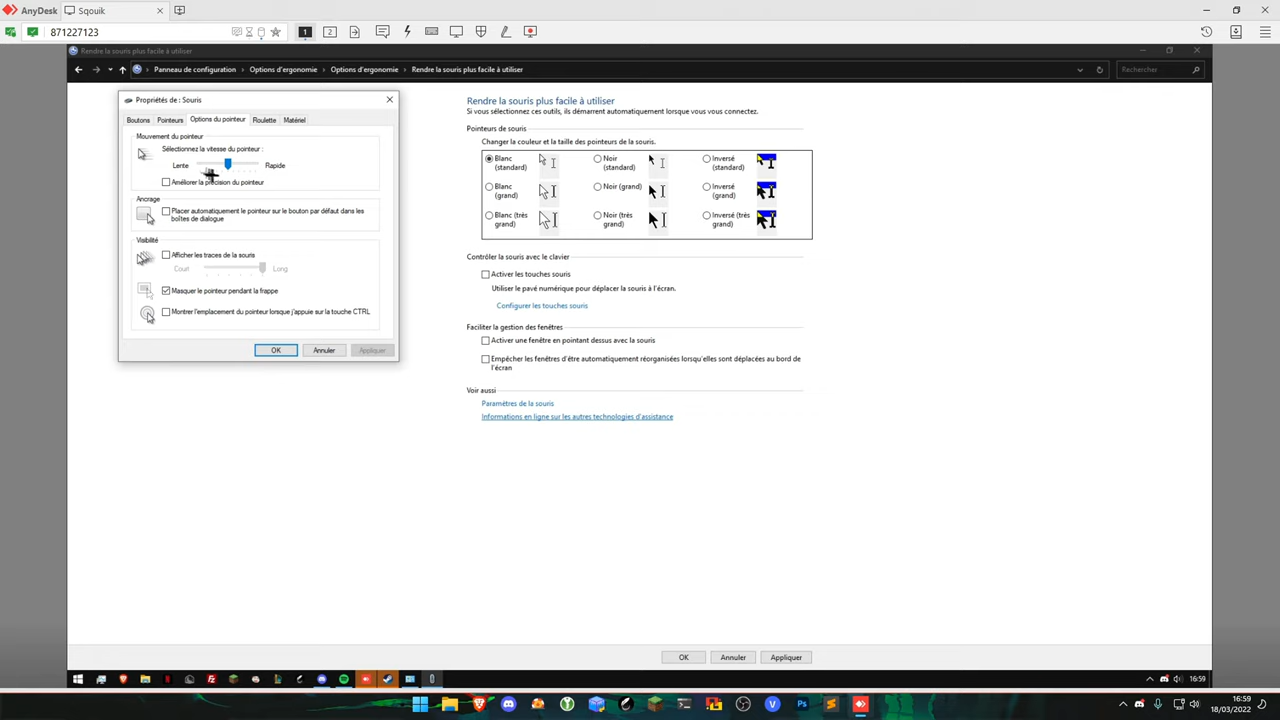 AnyDesk
Sqouik
871227123
1
2
Rendre la souris plus facile à utiliser
Panneau de configuration
Options d'ergonomie
Options d'ergonomie
Rendre la souris plus facile à utiliser
Rechercher
Propriétés de : Souris
Boutons
Pointeurs
Options du pointeur
Roulette
Matériel
Mouvement du pointeur
Sélectionnez la vitesse du pointeur :
Lente
Rapide
Améliorer la précision du pointeur
Ancrage
Placer automatiquement le pointeur sur le bouton par défaut dans les
boîtes de dialogue
Visibilité
Afficher les traces de la souris
Court
Long
Masquer le pointeur pendant la frappe
Montrer l'emplacement du pointeur lorsque j'appuie sur la touche CTRL
OK
Annuler
Appliquer
Rendre la souris plus facile à utiliser
Si vous sélectionnez ces outils, ils démarrent automatiquement lorsque vous vous connectez.
Pointeurs de souris
Changer la couleur et la taille des pointeurs de la souris.
Blanc
(standard)
Noir
(standard)
Inversé
(standard)
Blanc
(grand)
Noir (grand)
Inversé
(grand)
Blanc (très
grand)
Noir (très
grand)
Inversé (très
grand)
Contrôler la souris avec le clavier
Activer les touches souris
Utiliser le pavé numérique pour déplacer la souris à l'écran.
Configurer les touches souris
Faciliter la gestion des fenêtres
Activer une fenêtre en pointant dessus avec la souris
Empêcher les fenêtres d'être automatiquement réorganisées lorsqu'elles sont déplacées au bord de
l'écran
Voir aussi
Paramètres de la souris
Informations en ligne sur les autres technologies d'assistance
OK
Annuler
Appliquer
16:59
16:59
18/03/2022